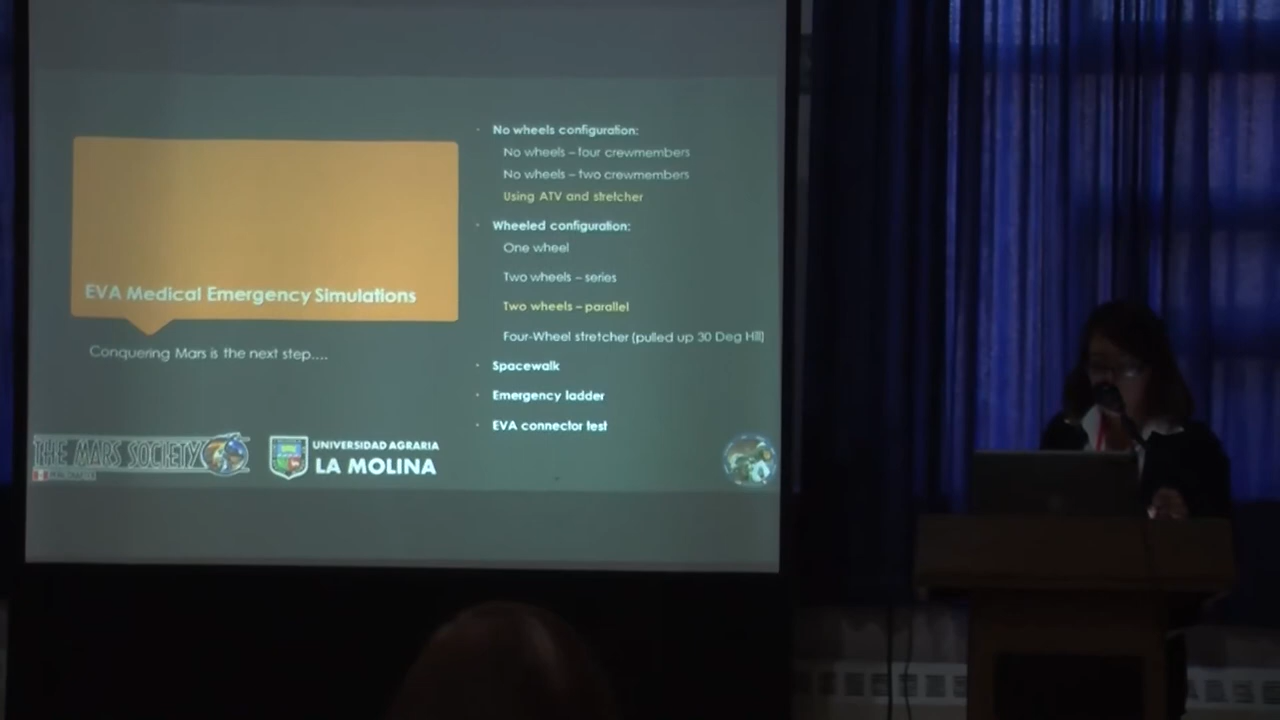 EVA Medical Emergency Simulations
Conquering Mars is the next step....
No wheels configuration:
No wheels – four crewmembers
No wheels – two crewmembers
Using ATV and stretcher
Wheeled configuration:
One wheel
Two wheels – series
Two wheels – parallel
Four-Wheel stretcher (pulled up 30 Deg Hill)
Spacewalk
Emergency ladder
EVA connector test
THE MARS SOCIETY
UNIVERSIDAD AGRARIA
LA MOLINA